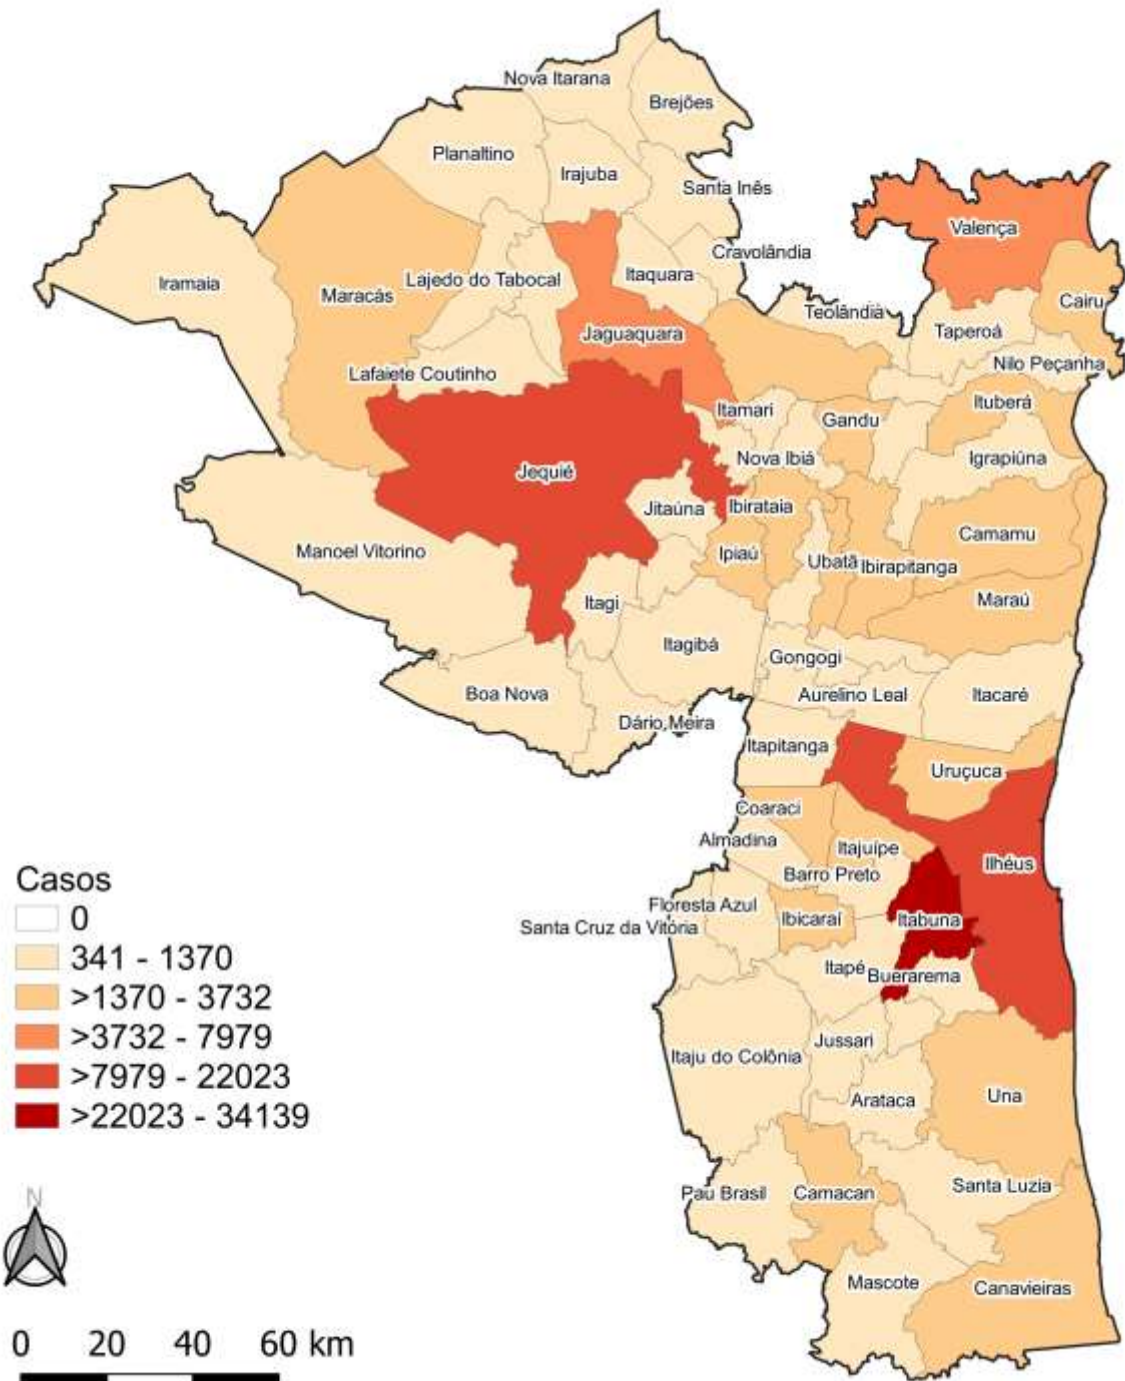 Nova Itarana
Brejões
Planaltino
Irajuba
Santa Inês
Valença
Cravolândia
Itaquara
Lajedo do Tabocal
Iramaia
Maracás
Cairu
Teolândia
Taperoá
Jaguaquara
Nilo Peçanha
Lafaiete Coutinho
Ituberá
Itamari
Gandu
Nova Ibiá
Igrapiúna
Jequié
Jitaúna
Ibirataia
Camamu
Manoel Vitorino
Ipiaú
Ubatã
Ibirapitanga
Itagi
Maraú
Itagibá
Gongogi
Boa Nova
Aurelino Leal
Itacaré
Dário Meira
Itapitanga
Uruçuca
Coaraci
Almadina
Itajuípe
Ilhéus
Barro Preto
Floresta Azul
Ibicaraí
Itabuna
Santa Cruz da Vitória
Itapé
Buerarema
Jussari
Itaju do Colônia
Arataca
Una
Santa Luzia
Pau Brasil
Camacan
Mascote
Canavieiras
Casos
0
341 - 1370
>1370 - 3732
>3732 - 7979
>7979 - 22023
>22023 - 34139
N
0 20 40 60 km